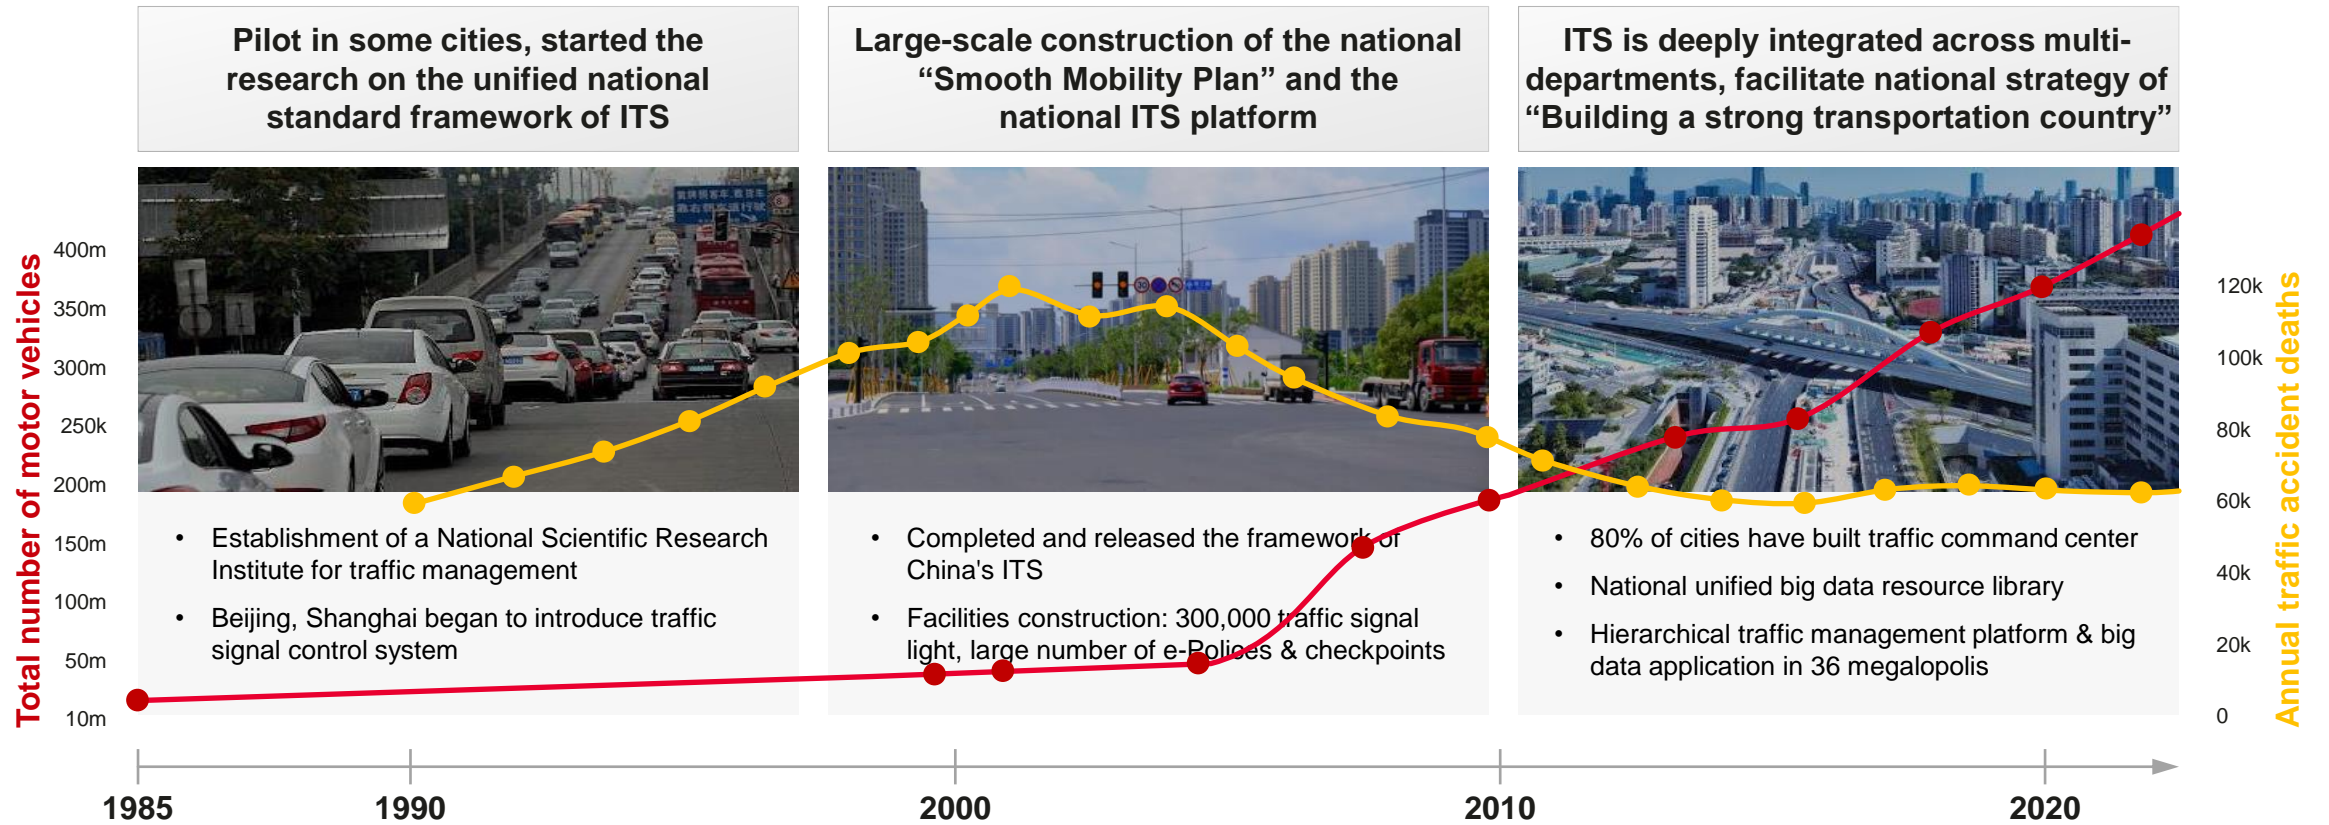 Pilot in some cities, started the
research on the unified national
standard framework of ITS
Large-scale construction of the national
“Smooth Mobility Plan” and the
national ITS platform
ITS is deeply integrated across multi-
departments, facilitate national strategy of
“Building a strong transportation country”
Total number of motor vehicles
400m
350m
300m
250k
200m
150m
100m
50m
10m
• Establishment of a National Scientific Research
Institute for traffic management
• Beijing, Shanghai began to introduce traffic
signal control system
• Completed and released the framework of
China's ITS
• Facilities construction: 300,000 traffic signal
light, large number of e-Polices & checkpoints
• 80% of cities have built traffic command center
• National unified big data resource library
• Hierarchical traffic management platform & big
data application in 36 megalopolis
120k
100k
80k
60k
40k
20k
0
Annual traffic accident deaths
1985
1990
2000
2010
2020